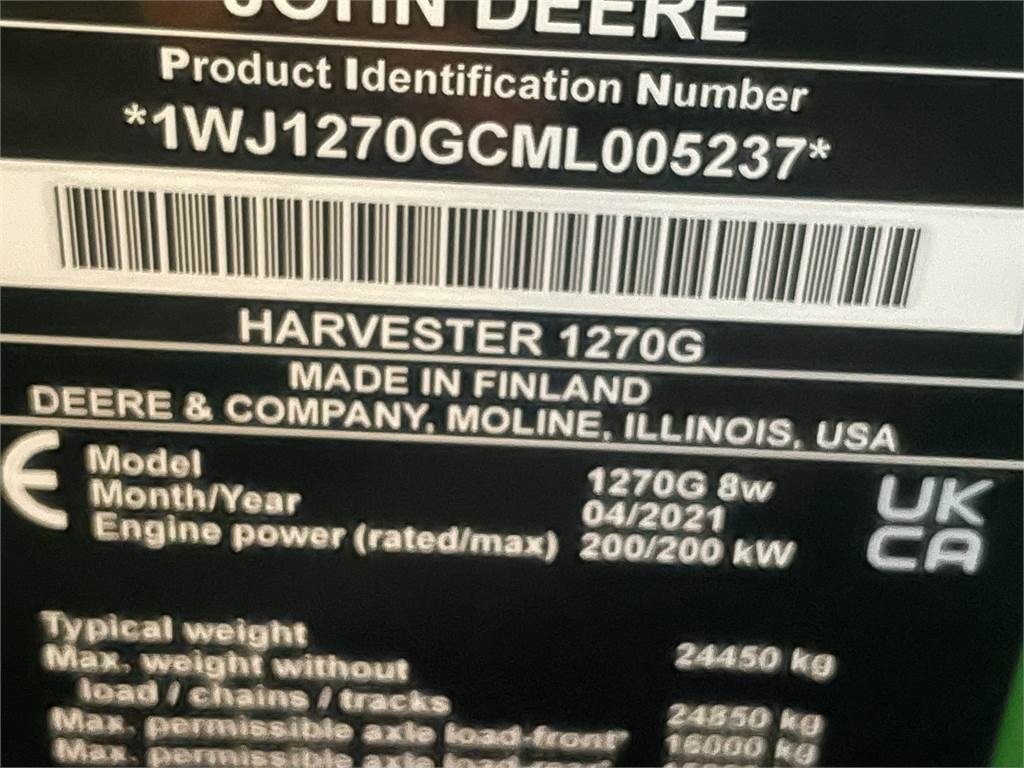 JOHN DEERE
Product Identification Number
*1WJ1270GCML005237*
HARVESTER 1270G
MADE IN FINLAND
DEERE & COMPANY, MOLINE, ILLINOIS, USA
CE
Model 1270G 8w
Month/Year 04/2021
Engine power (rated/max) 200/200 kW
UK
CA
Typical weight 24450 kg
Max. weight without
load / chains / tracks 24850 kg
Max. permissible axle load-front 16000 kg
Max. permissible axle